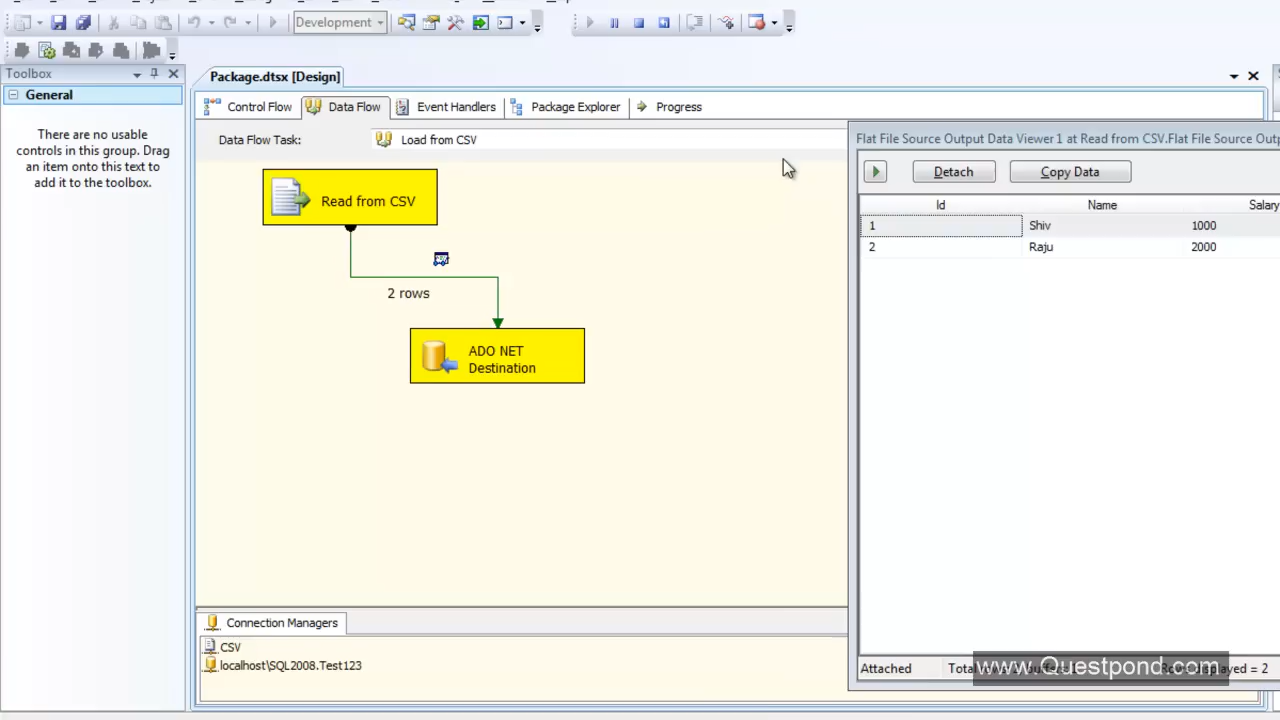 Development
Toolbox
General
There are no usable
controls in this group. Drag
an item onto this text to
add it to the toolbox.
Package.dtsx [Design]
Control Flow
Data Flow
Event Handlers
Package Explorer
Progress
Data Flow Task:
Load from CSV
Read from CSV
2 rows
ADO NET
Destination
Connection Managers
CSV
localhost\SQL2008.Test123
Flat File Source Output Data Viewer 1 at Read from CSV.Flat File Source
Detach
Copy Data
Id Name Salary
1 Shiv 1000
2 Raju 2000
Attached
displayed = 2
www.Questpond.com